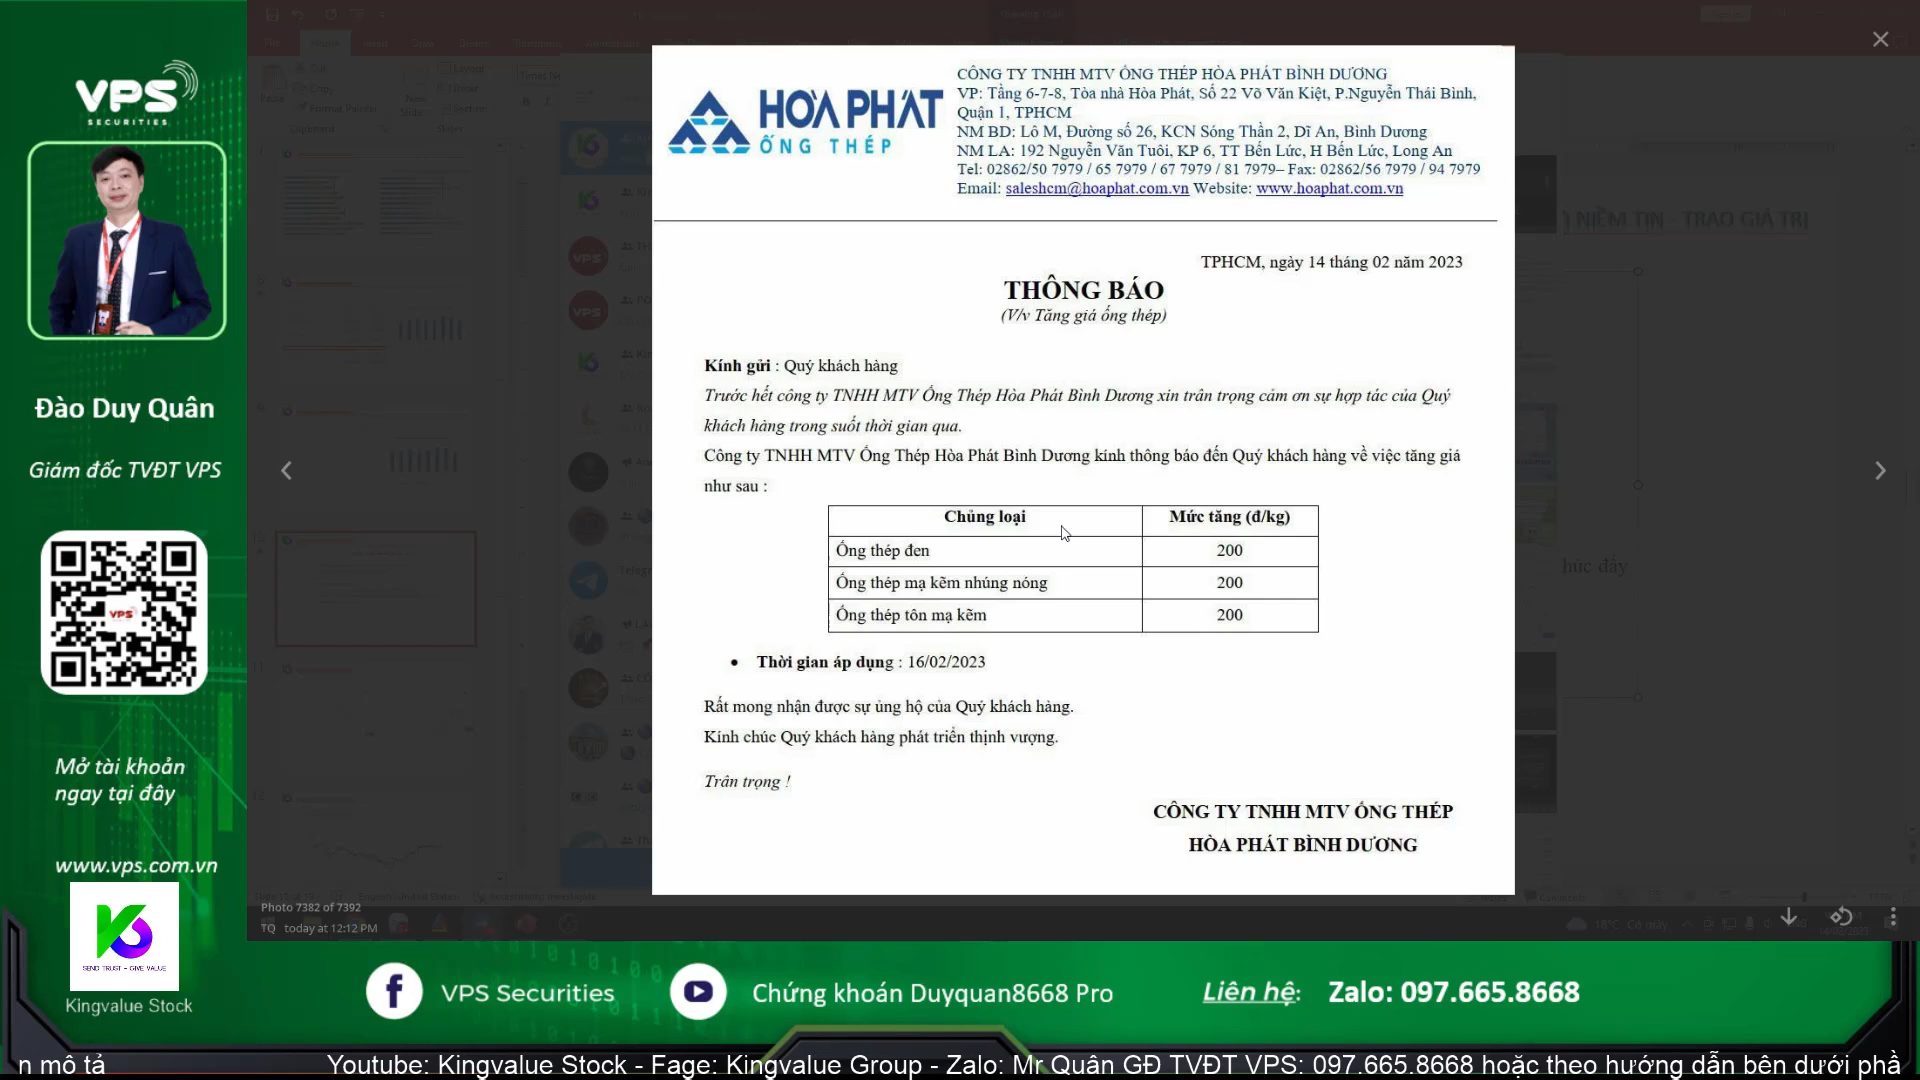 VPS
SECURITIES
Đào Duy Quân
Giám đốc TVĐT VPS
VPS
Mở tài khoản
ngay tại đây
www.vps.com.vn
SEND TRUST - GIVE VALUE
Kingvalue Stock
HÒA PHÁT
ỐNG THÉP
CÔNG TY TNHH MTV ỐNG THÉP HÒA PHÁT BÌNH DƯƠNG
VP: Tầng 6-7-8, Tòa nhà Hòa Phát, Số 22 Võ Văn Kiệt, P.Nguyễn Thái Bình,
Quận 1, TPHCM
NM BD: Lô M, Đường số 26, KCN Sóng Thần 2, Dĩ An, Bình Dương
NM LA: 192 Nguyễn Văn Tuôi, KP 6, TT Bến Lức, H Bến Lức, Long An
Tel: 02862/50 7979 / 65 7979 / 67 7979 / 81 7979– Fax: 02862/56 7979 / 94 7979
Email: saleshcm@hoaphat.com.vn Website: www.hoaphat.com.vn
TPHCM, ngày 14 tháng 02 năm 2023
THÔNG BÁO
(V/v Tăng giá ống thép)
Kính gửi : Quý khách hàng
Trước hết công ty TNHH MTV Ống Thép Hòa Phát Bình Dương xin trân trọng cảm ơn sự hợp tác của Quý
khách hàng trong suốt thời gian qua.
Công ty TNHH MTV Ống Thép Hòa Phát Bình Dương kính thông báo đến Quý khách hàng về việc tăng giá
như sau :
Chủng loại Mức tăng (đ/kg)
Ống thép đen 200
Ống thép mạ kẽm nhúng nóng 200
Ống thép tôn mạ kẽm 200
• Thời gian áp dụng : 16/02/2023
Rất mong nhận được sự ủng hộ của Quý khách hàng.
Kính chúc Quý khách hàng phát triển thịnh vượng.
Trân trọng !
CÔNG TY TNHH MTV ỐNG THÉP
HÒA PHÁT BÌNH DƯƠNG
NIỀM TIN - TRAO GIÁ TRỊ
Photo 7382 of 7392
TQ today at 12:12 PM
VPS Securities
Chứng khoán Duyquan8668 Pro
Liên hệ: Zalo: 097.665.8668
n mô tả Youtube: Kingvalue Stock - Fage: Kingvalue Group - Zalo: Mr Quân GĐ TVĐT VPS: 097.665.8668 hoặc theo hướng dẫn bên dưới phầ